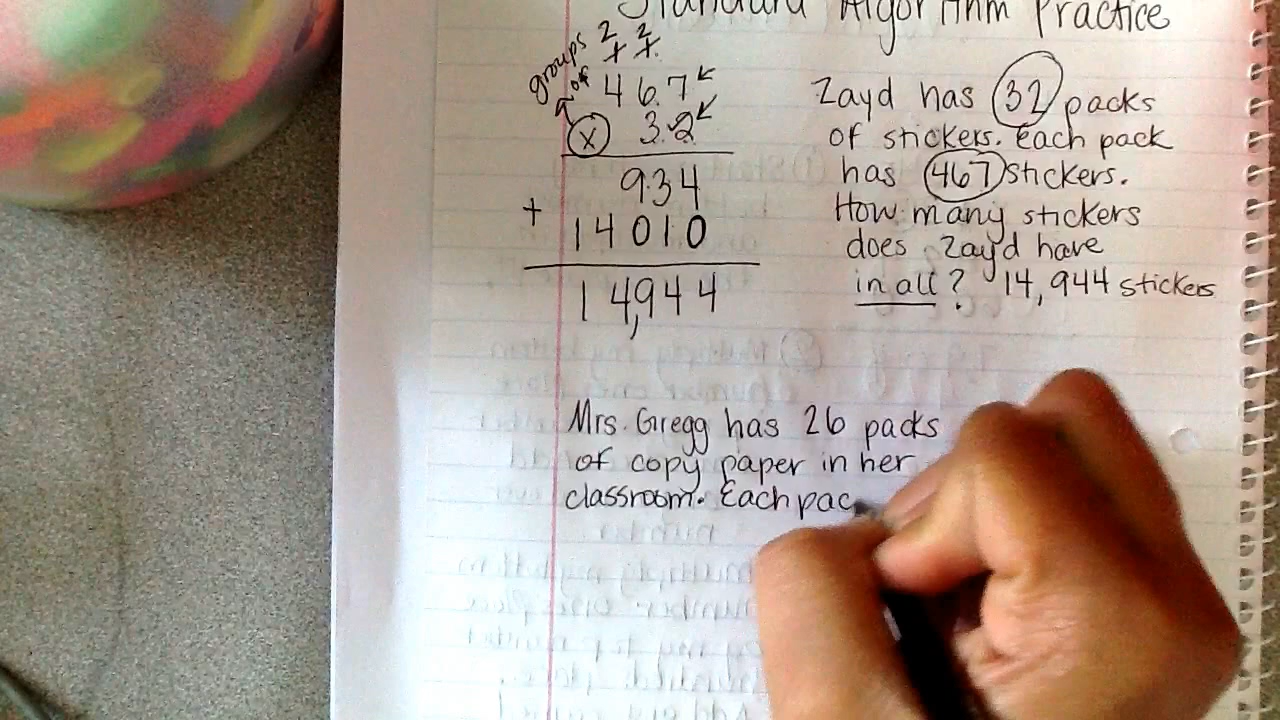 Standard Algorithm Practice
groups of
2 2
467
x 32
934
+ 14010
14,944
Zayd has 32 packs
of stickers. Each pack
has 467 stickers.
How many stickers
does Zayd have
in all? 14,944 stickers
Mrs. Gregg has 26 packs
of copy paper in her
classroom. Each pac